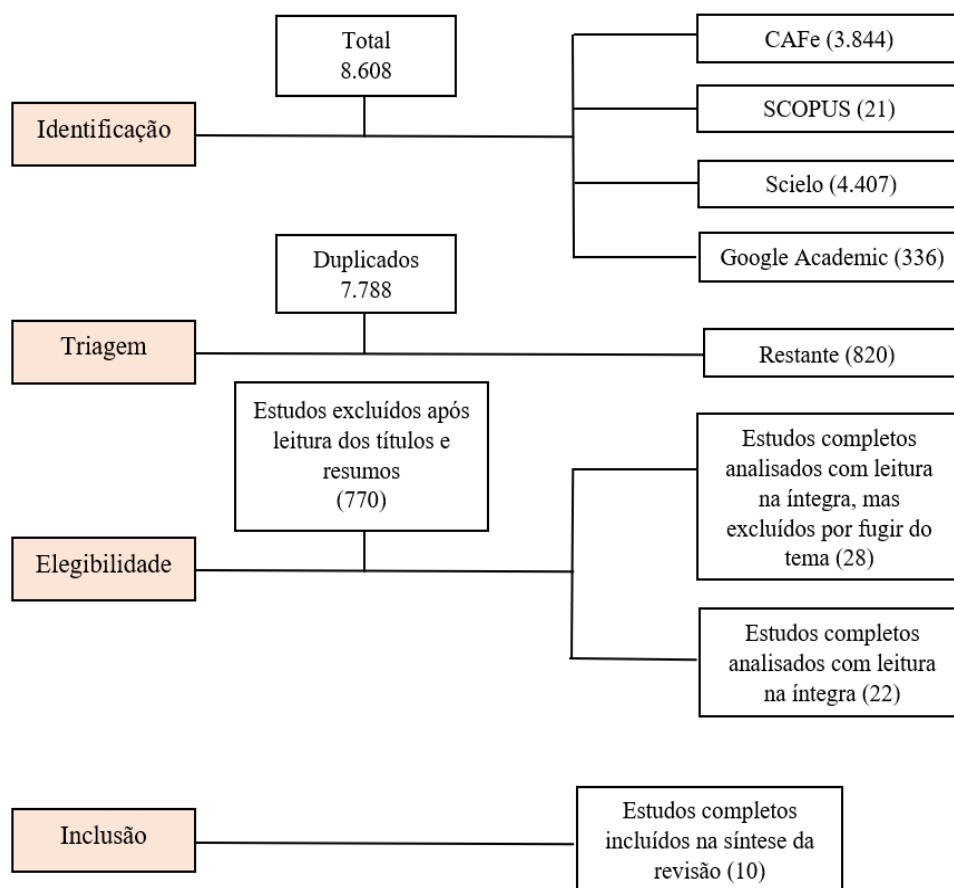 Total
8.608
CAFe (3.844)
SCOPUS (21)
Identificação
Scielo (4.407)
Google Academic (336)
Duplicados
7.788
Triagem
Restante (820)
Estudos excluídos após
leitura dos títulos e
resumos
(770)
Estudos completos
analisados com leitura
na íntegra, mas
excluídos por fugir do
tema (28)
Elegibilidade
Estudos completos
analisados com leitura
na íntegra (22)
Inclusão
Estudos completos
incluídos na síntese da
revisão (10)